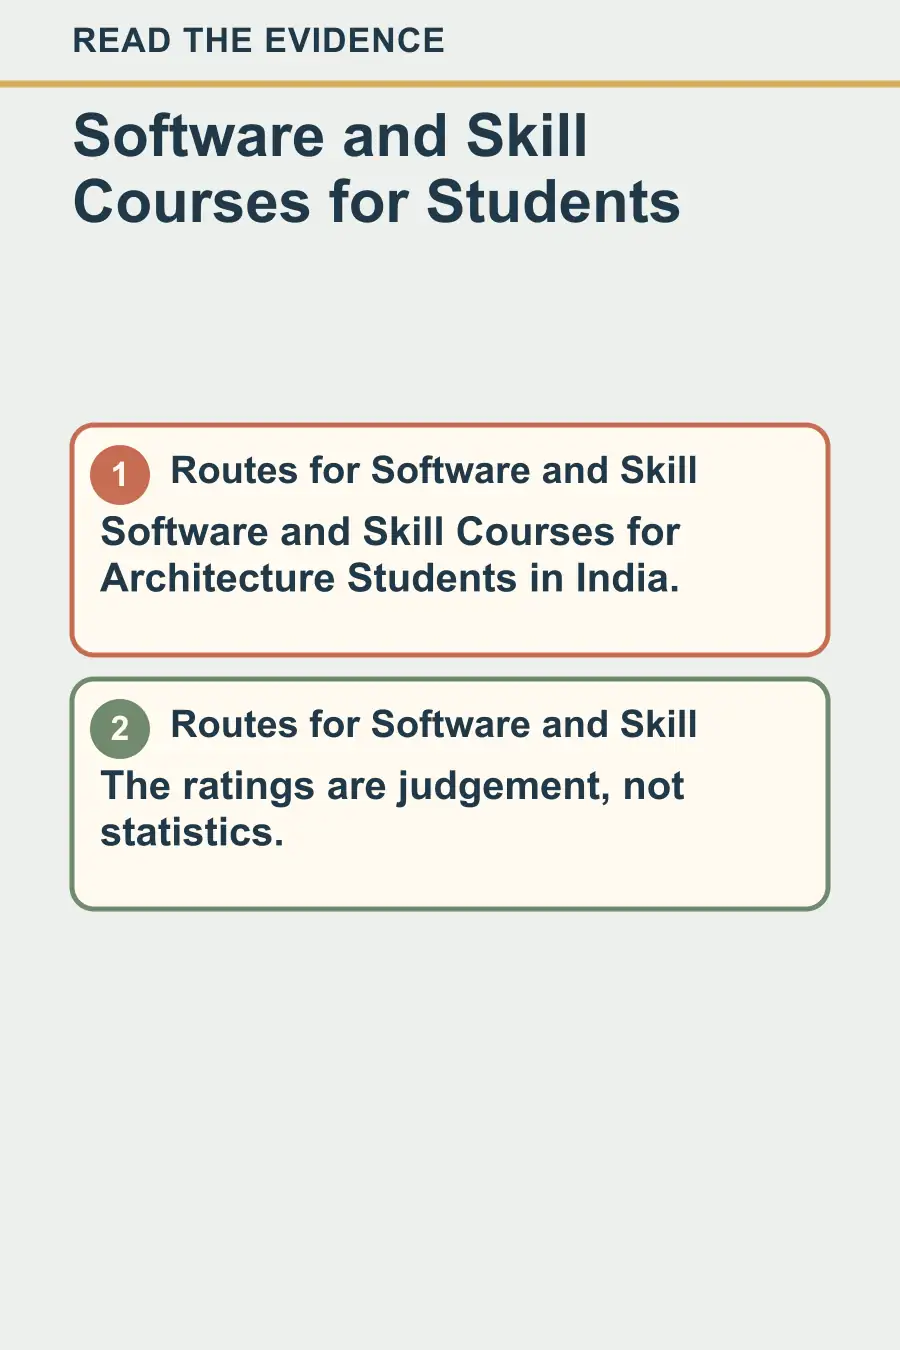 READ THE EVIDENCE
Software and Skill
Courses for Students
1 Routes for Software and Skill
Software and Skill Courses for
Architecture Students in India.
2 Routes for Software and Skill
The ratings are judgement, not
statistics.